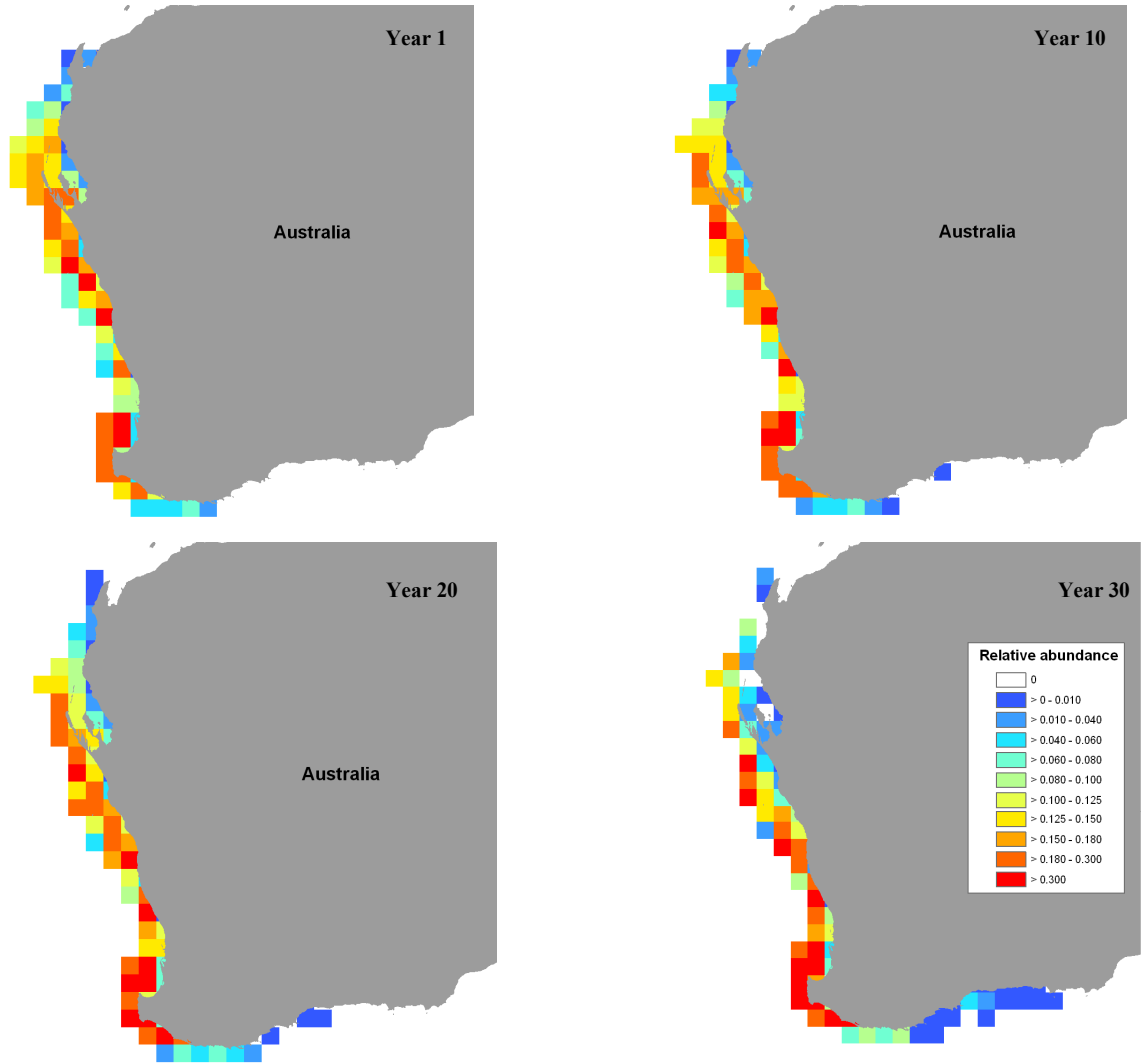 Year 1
Year 10
Australia
Australia
Year 20
Year 30
Australia
Relative abundance
0
> 0 - 0.010
> 0.010 - 0.040
> 0.040 - 0.060
> 0.060 - 0.080
> 0.080 - 0.100
> 0.100 - 0.125
> 0.125 - 0.150
> 0.150 - 0.180
> 0.180 - 0.300
> 0.300